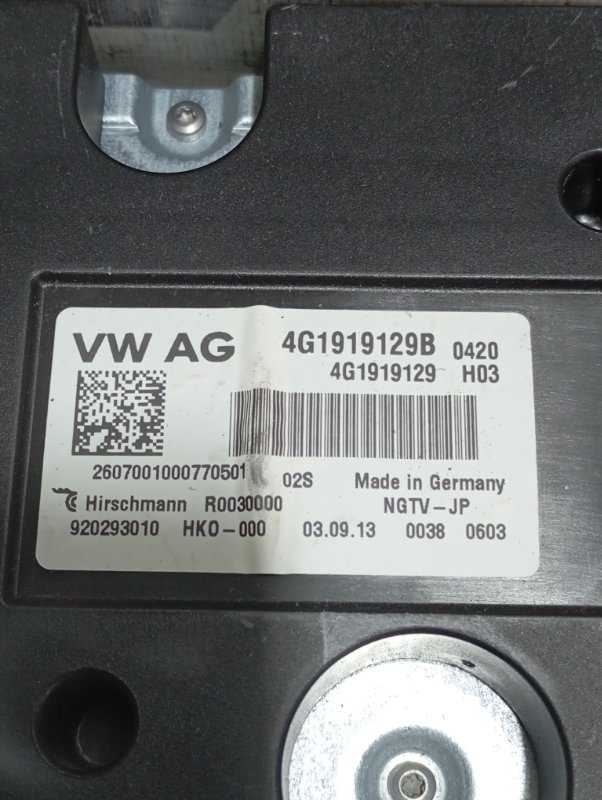 VW AG 4G1919129B 0420
4G1919129 H03
2607001000770501 02S Made in Germany
Hirschmann R0030000 NGTV-JP
920293010 HKO-000 03.09.13 0038 0603